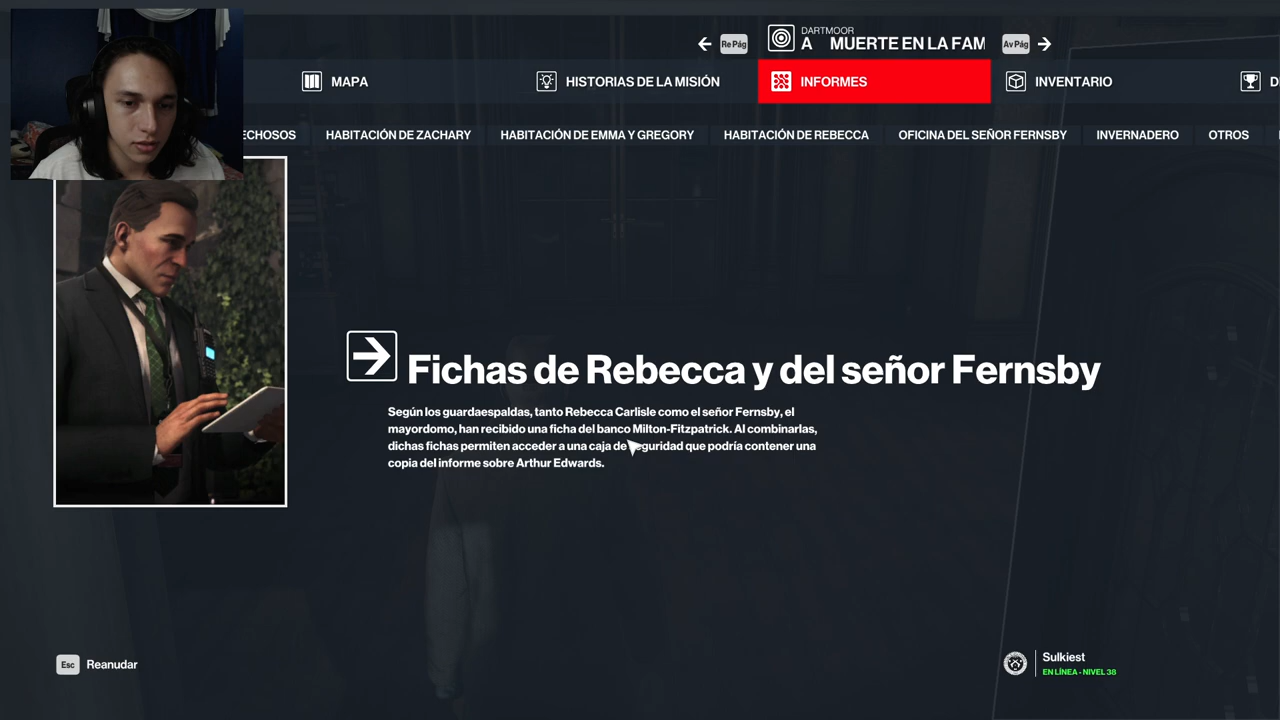 Re Pág
DARTMOOR
A MUERTE EN LA FAM
Av Pág
MAPA
HISTORIAS DE LA MISIÓN
INFORMES
INVENTARIO
D
ECHOSOS
HABITACIÓN DE ZACHARY
HABITACIÓN DE EMMA Y GREGORY
HABITACIÓN DE REBECCA
OFICINA DEL SEÑOR FERNSBY
INVERNADERO
OTROS
Fichas de Rebecca y del señor Fernsby
Según los guardaespaldas, tanto Rebecca Carlisle como el señor Fernsby, el
mayordomo, han recibido una ficha del banco Milton-Fitzpatrick. Al combinarlas,
dichas fichas permiten acceder a una caja de seguridad que podría contener una
copia del informe sobre Arthur Edwards.
Esc Reanudar
Sulkiest
EN LÍNEA - NIVEL 38